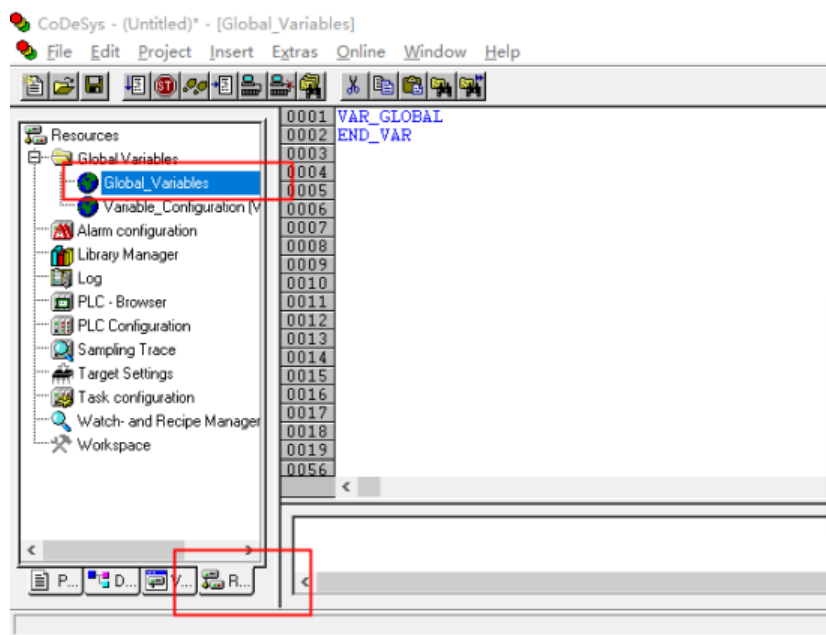 CoDeSys - (Untitled)* - [Global_Variables]
File Edit Project Insert Extras Online Window Help
0001 VAR_GLOBAL
0002 END_VAR
0003
0004
0005
0006
0007
0008
0009
0010
0011
0012
0013
0014
0015
0016
0017
0018
0019
0056
Resources
Global Variables
Global_Variables
Variable_Configuration (V
Alarm configuration
Library Manager
Log
PLC - Browser
PLC Configuration
Sampling Trace
Target Settings
Task configuration
Watch- and Recipe Manager
Workspace
P... D... V... R...